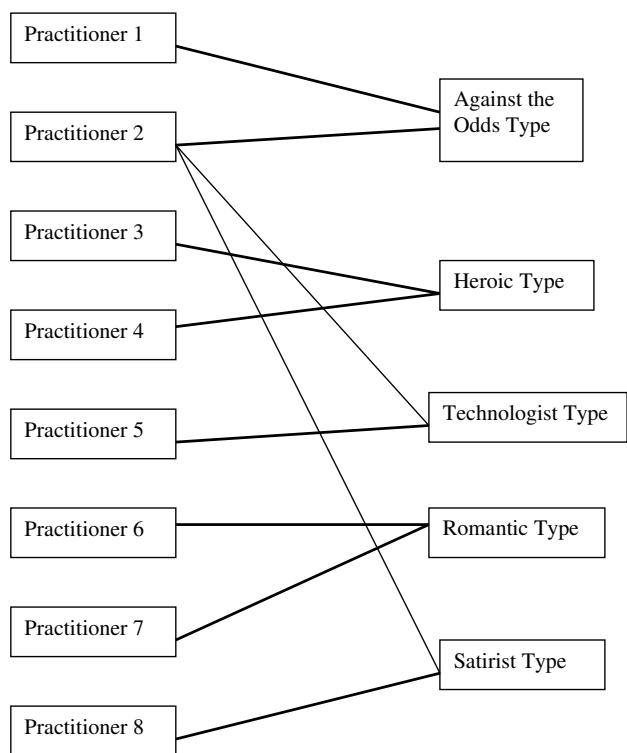 Practitioner 1
Practitioner 2
Practitioner 3
Practitioner 4
Practitioner 5
Practitioner 6
Practitioner 7
Practitioner 8
Against the
Odds Type
Heroic Type
Technologist Type
Romantic Type
Satirist Type